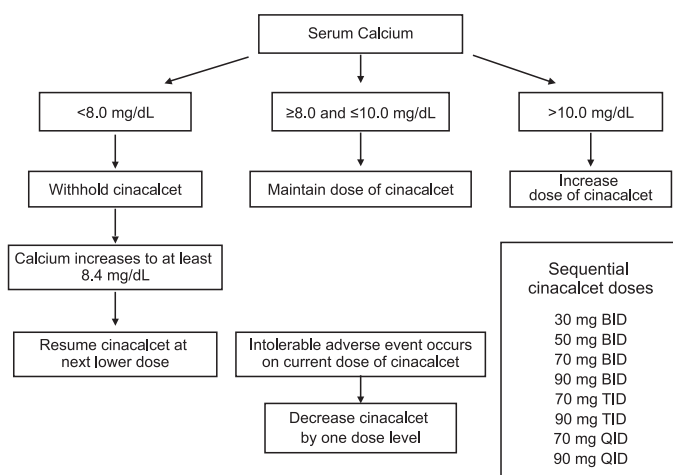 Serum Calcium
<8.0 mg/dL
≥8.0 and ≤10.0 mg/dL
>10.0 mg/dL
Withhold cinacalcet
Maintain dose of cinacalcet
Increase
dose of cinacalcet
Calcium increases to at least
8.4 mg/dL
Resume cinacalcet at
next lower dose
Intolerable adverse event occurs
on current dose of cinacalcet
Decrease cinacalcet
by one dose level
Sequential
cinacalcet doses
30 mg BID
50 mg BID
70 mg BID
90 mg BID
70 mg TID
90 mg TID
70 mg QID
90 mg QID